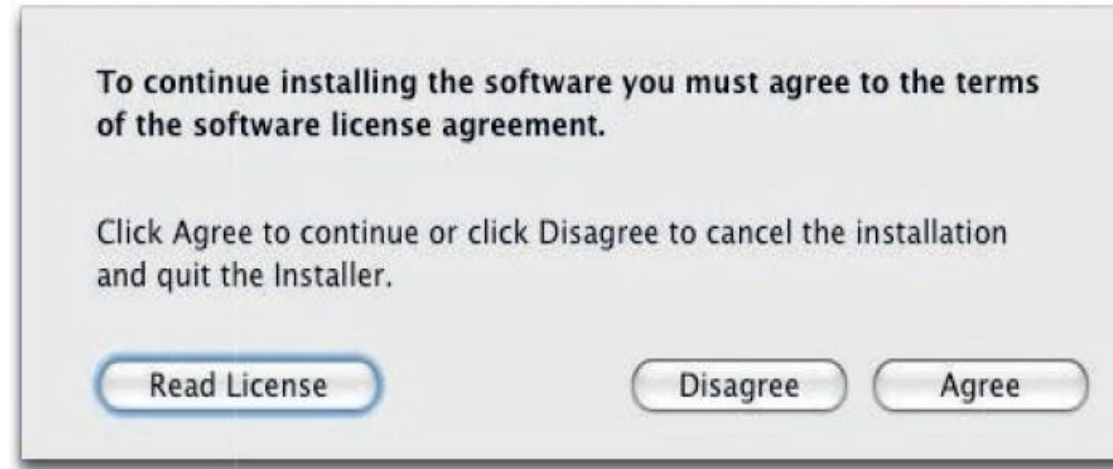 To continue installing the software you must agree to the terms
of the software license agreement.
Click Agree to continue or click Disagree to cancel the installation
and quit the Installer.
Read License Disagree Agree